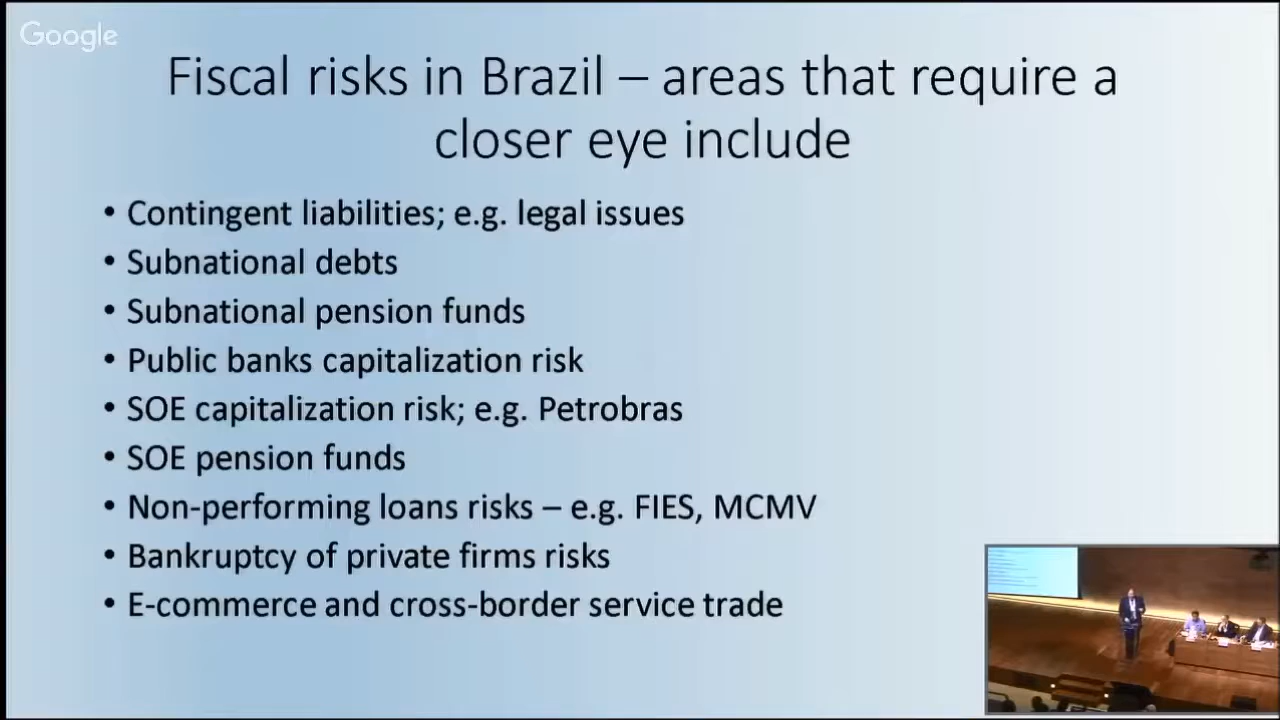 Google
Fiscal risks in Brazil – areas that require a
closer eye include
• Contingent liabilities; e.g. legal issues
• Subnational debts
• Subnational pension funds
• Public banks capitalization risk
• SOE capitalization risk; e.g. Petrobras
• SOE pension funds
• Non-performing loans risks – e.g. FIES, MCMV
• Bankruptcy of private firms risks
• E-commerce and cross-border service trade